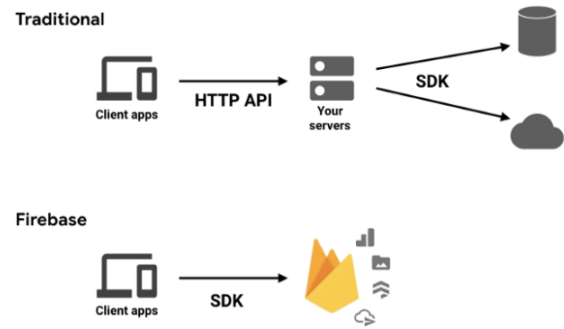 Traditional
HTTP API
SDK
Client apps
Your
servers
Firebase
SDK
Client apps